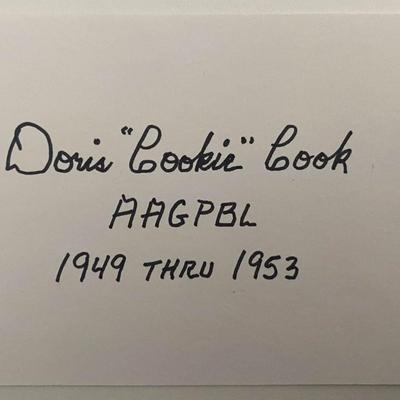 Doris "Cookie" Cook
AAGPBL
1949 THRU 1953